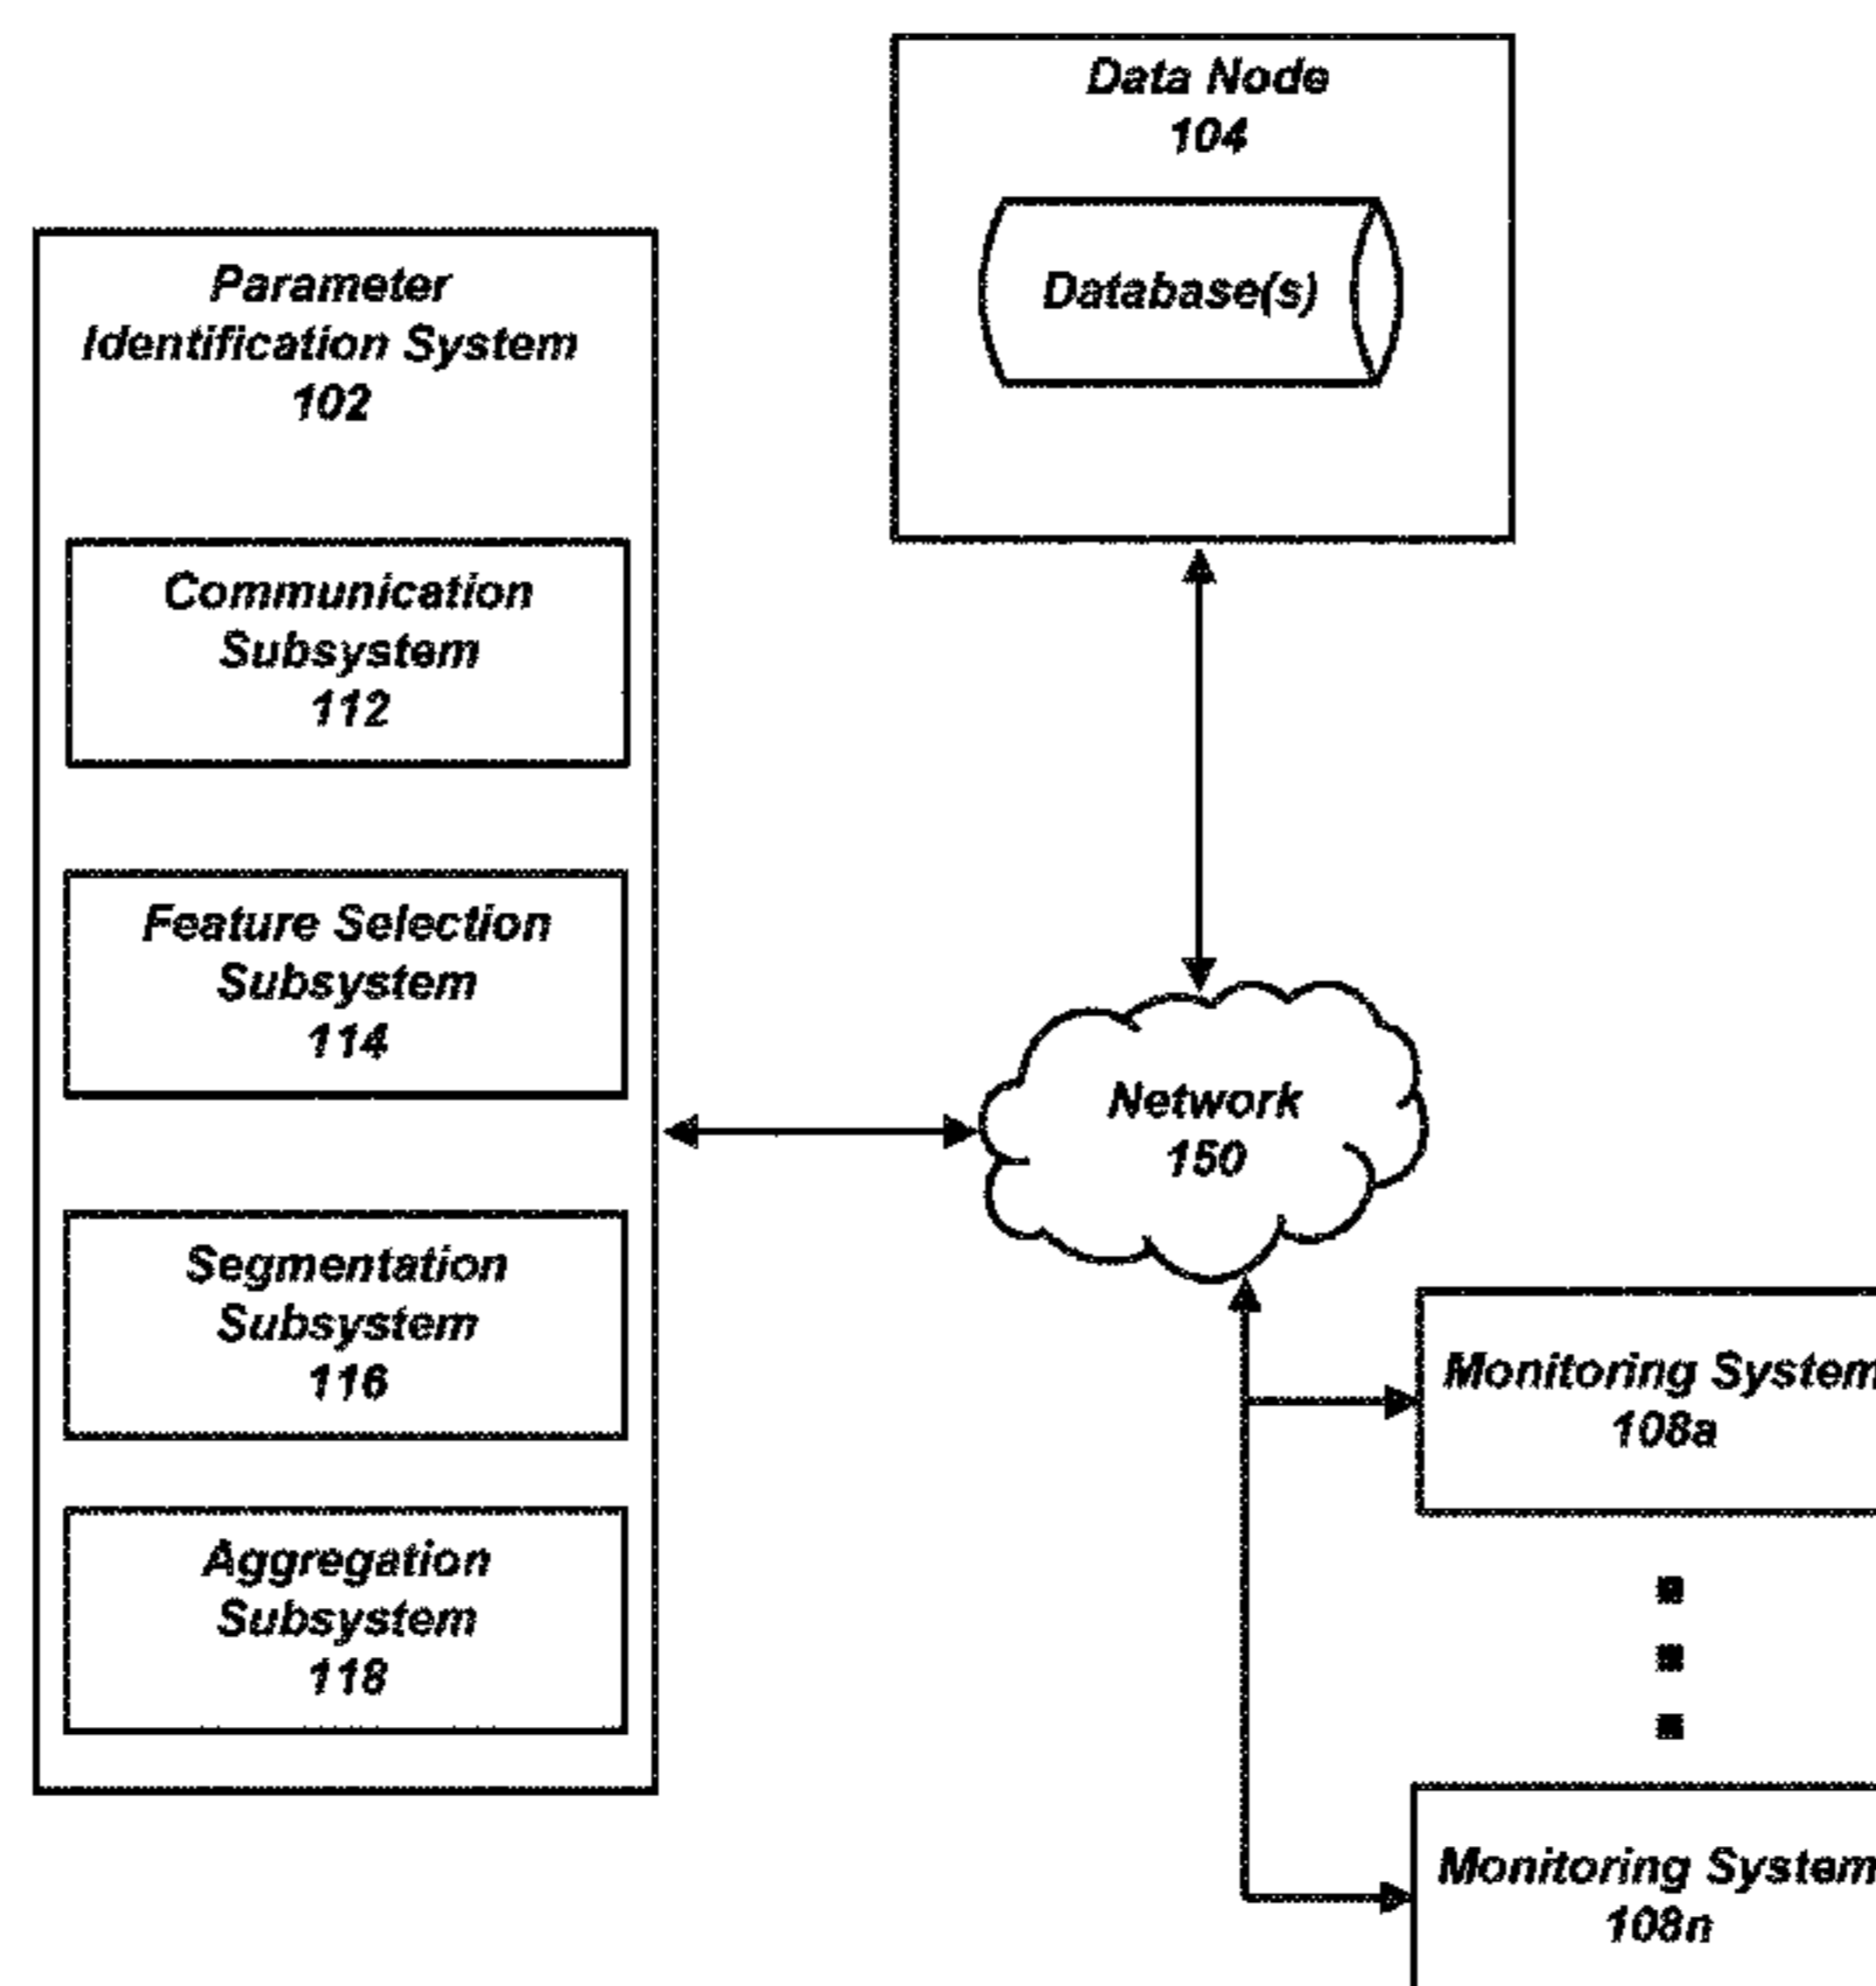 Data Node
104
Database(s)
Parameter
Identification System
102
Communication
Subsystem
112
Feature Selection
Subsystem
114
Segmentation
Subsystem
116
Aggregation
Subsystem
118
Network
150
Monitoring System
108a
Monitoring System
108n